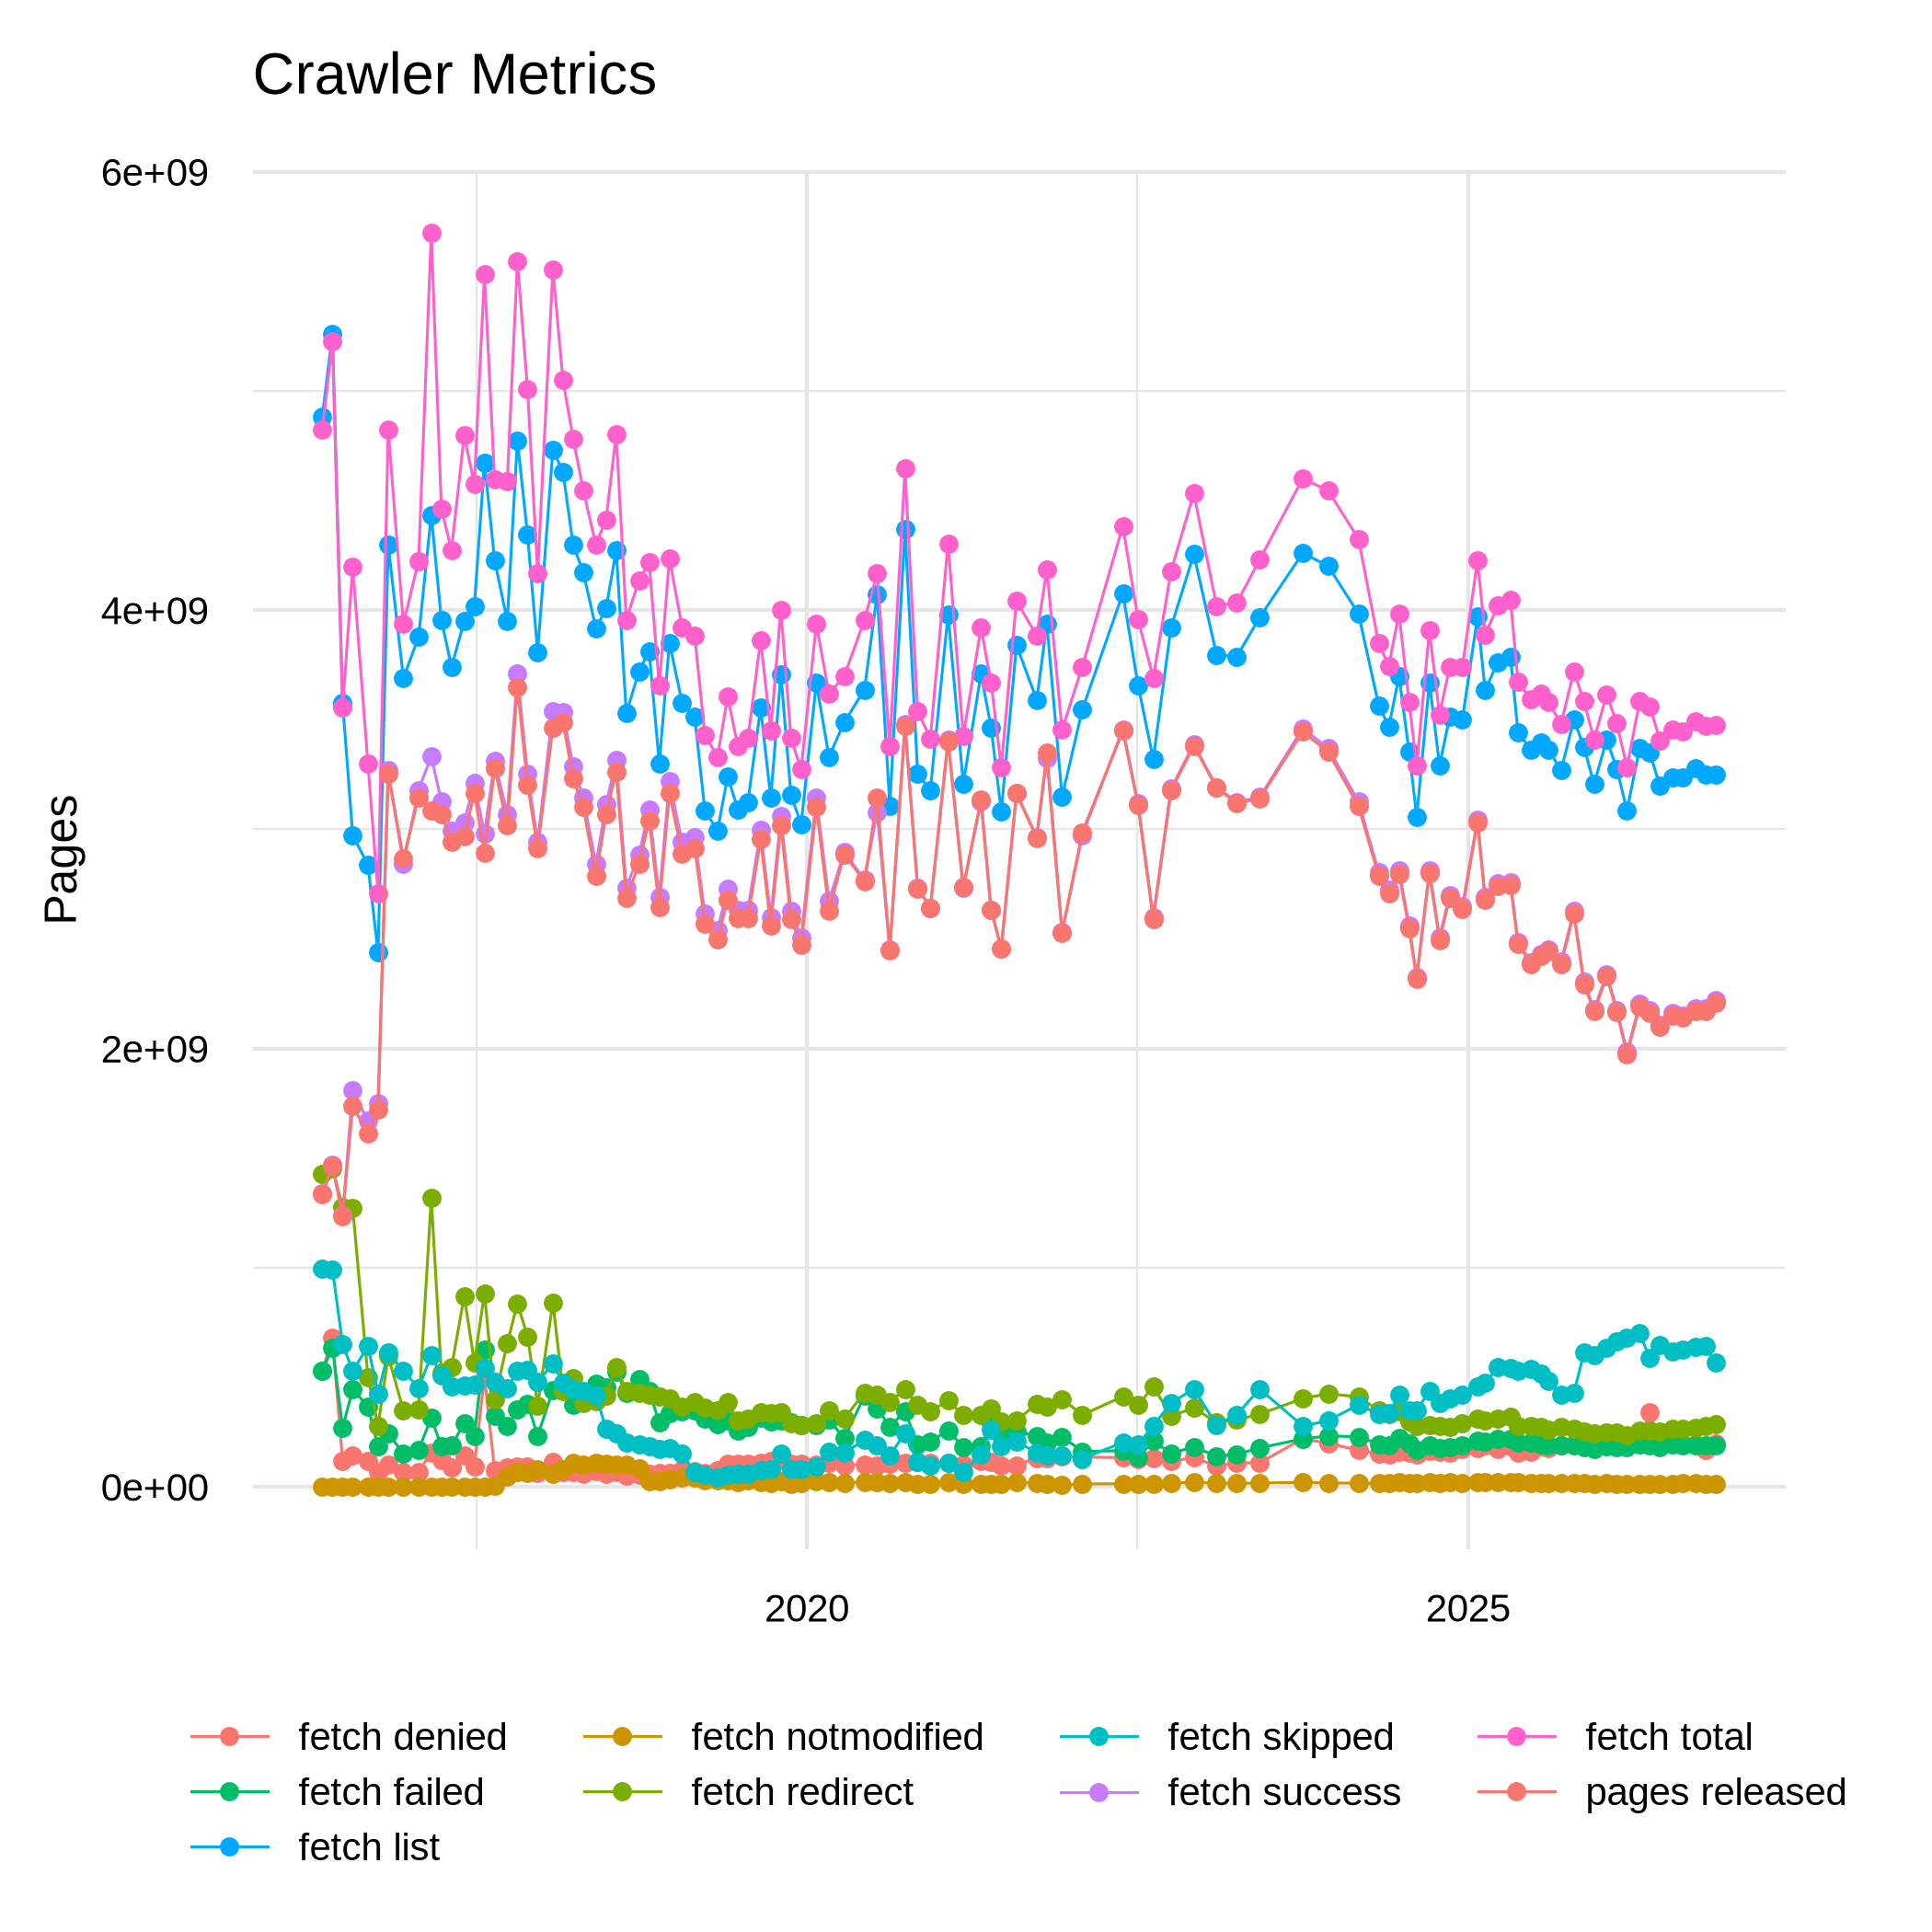 Crawler Metrics
6e+09
4e+09
2e+09
0e+00
Pages
2020
2025
fetch denied
fetch notmodified
fetch skipped
fetch total
fetch failed
fetch redirect
fetch success
pages released
fetch list